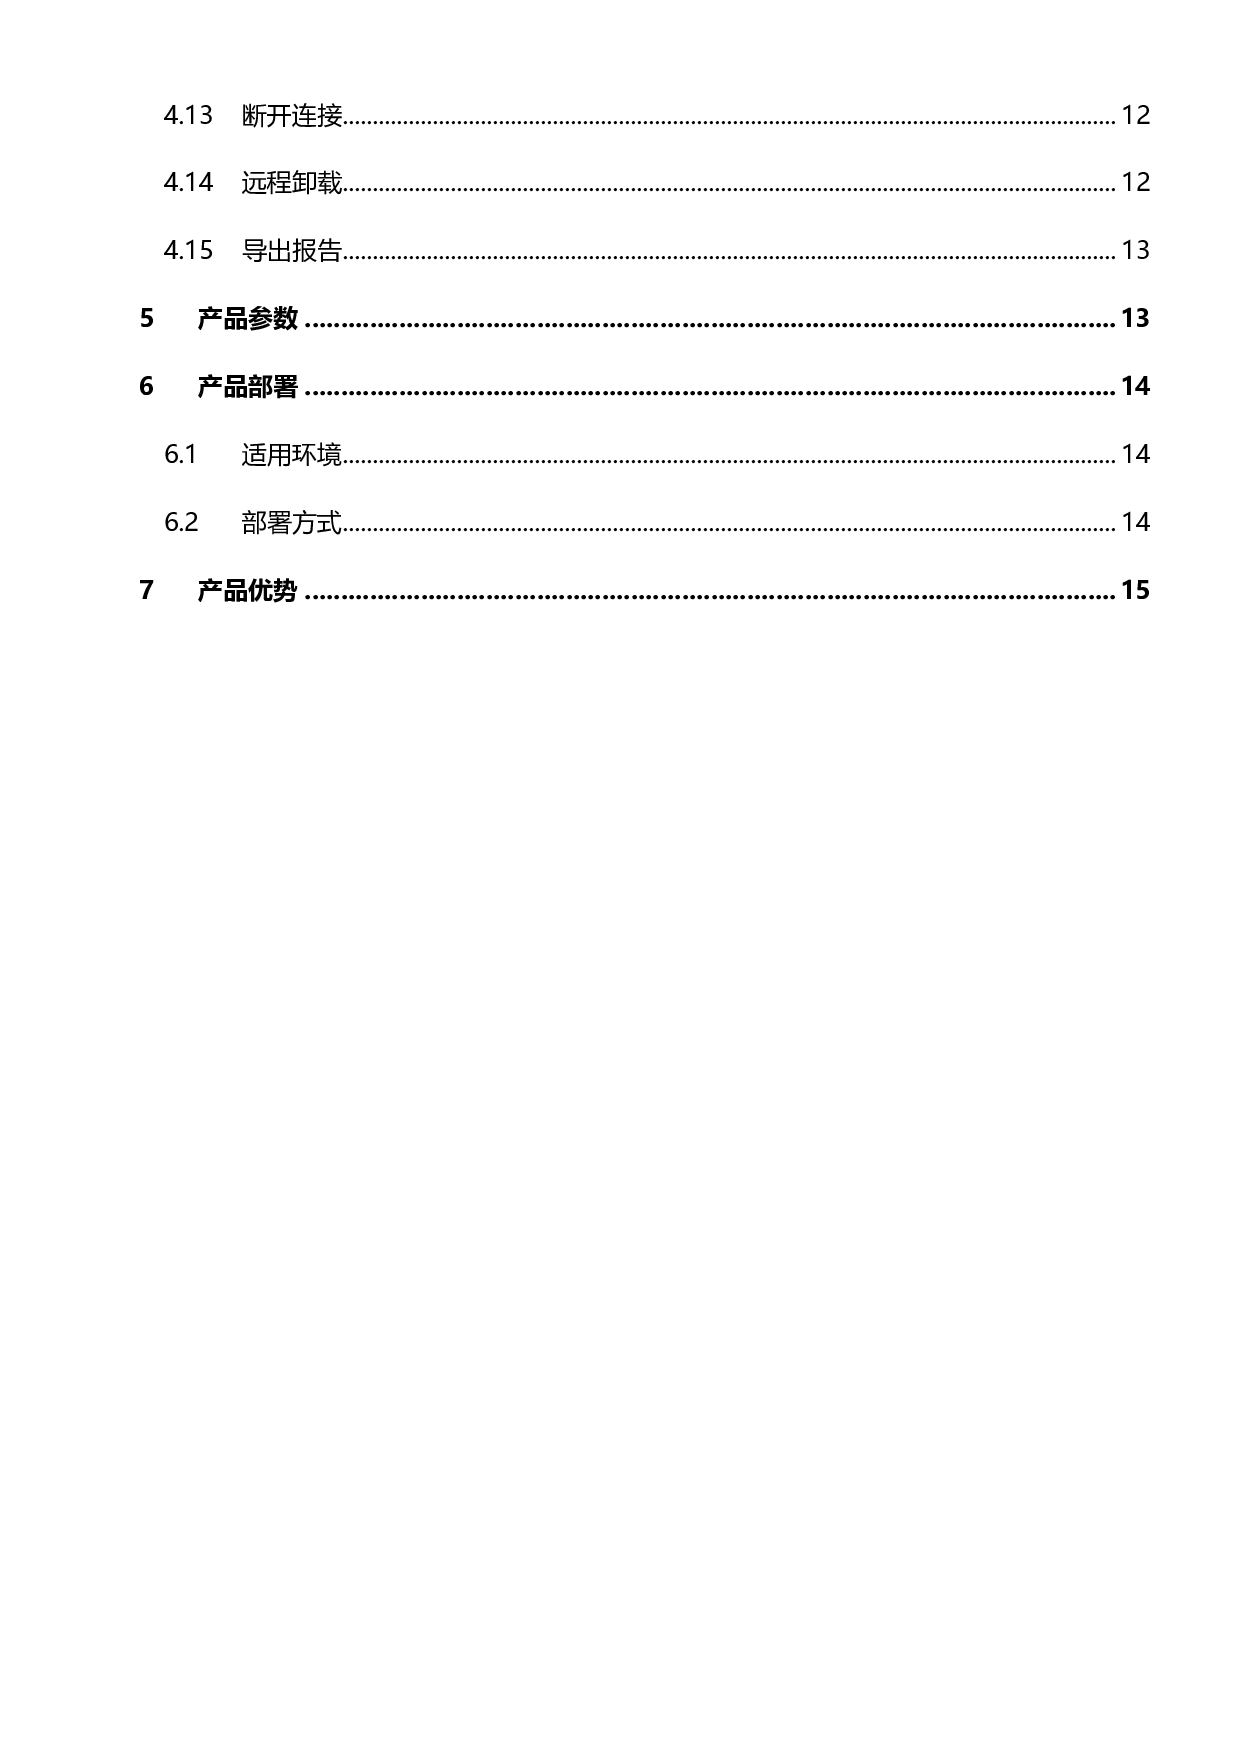 4.13 断开连接 12
4.14 远程卸载 12
4.15 导出报告 13
5 产品参数 13
6 产品部署 14
6.1 适用环境 14
6.2 部署方式 14
7 产品优势 15